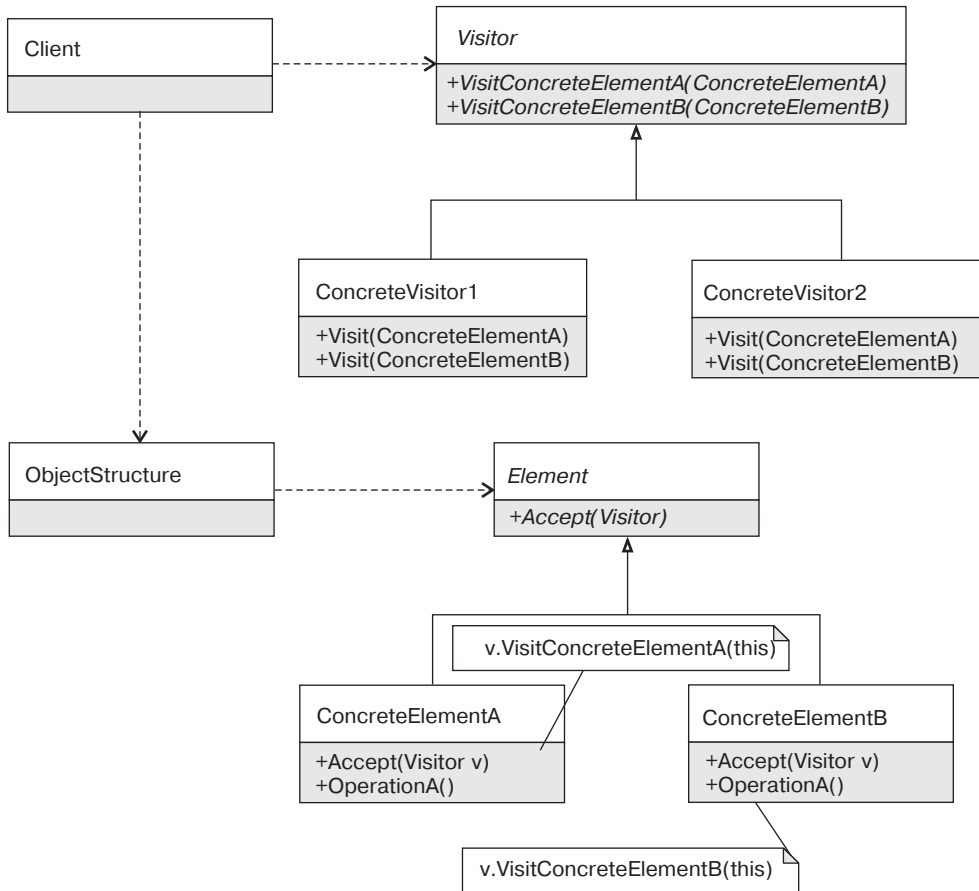 Client
Visitor
+VisitConcreteElementA(ConcreteElementA)
+VisitConcreteElementB(ConcreteElementB)
ConcreteVisitor1
+Visit(ConcreteElementA)
+Visit(ConcreteElementB)
ConcreteVisitor2
+Visit(ConcreteElementA)
+Visit(ConcreteElementB)
ObjectStructure
Element
+Accept(Visitor)
v.VisitConcreteElementA(this)
ConcreteElementA
+Accept(Visitor v)
+OperationA()
ConcreteElementB
+Accept(Visitor v)
+OperationA()
v.VisitConcreteElementB(this)